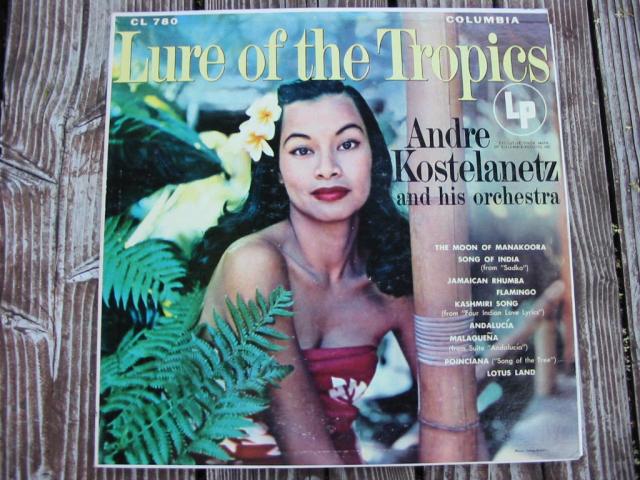 CL 780
COLUMBIA
Lure of the Tropics
LP
Andre
Kostelanetz
and his orchestra
THE MOON OF MANAKOORA
SONG OF INDIA
(from "Sadko")
JAMAICAN RHUMBA
FLAMINGO
KASHMIRI SONG
(from "Four Indian Love Lyrics")
ANDALUCÍA
MALAGUEÑA
(from Suite "Andalucia")
POINCIANA ("Song of the Tree")
LOTUS LAND